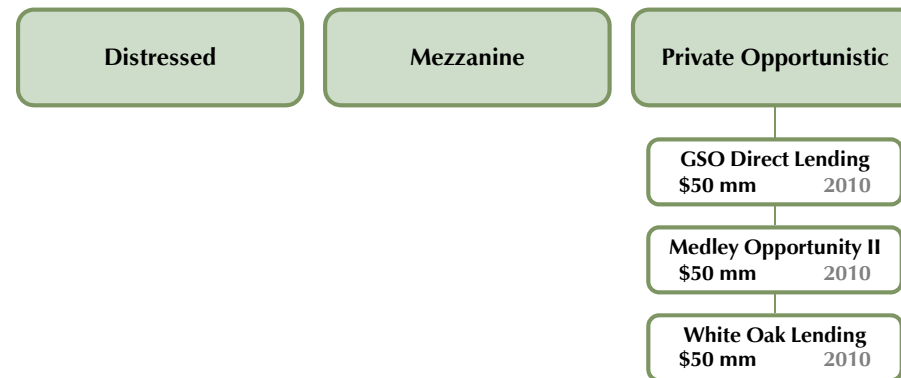 Distressed
Mezzanine
Private Opportunistic
GSO Direct Lending
$50 mm 2010
Medley Opportunity II
$50 mm 2010
White Oak Lending
$50 mm 2010